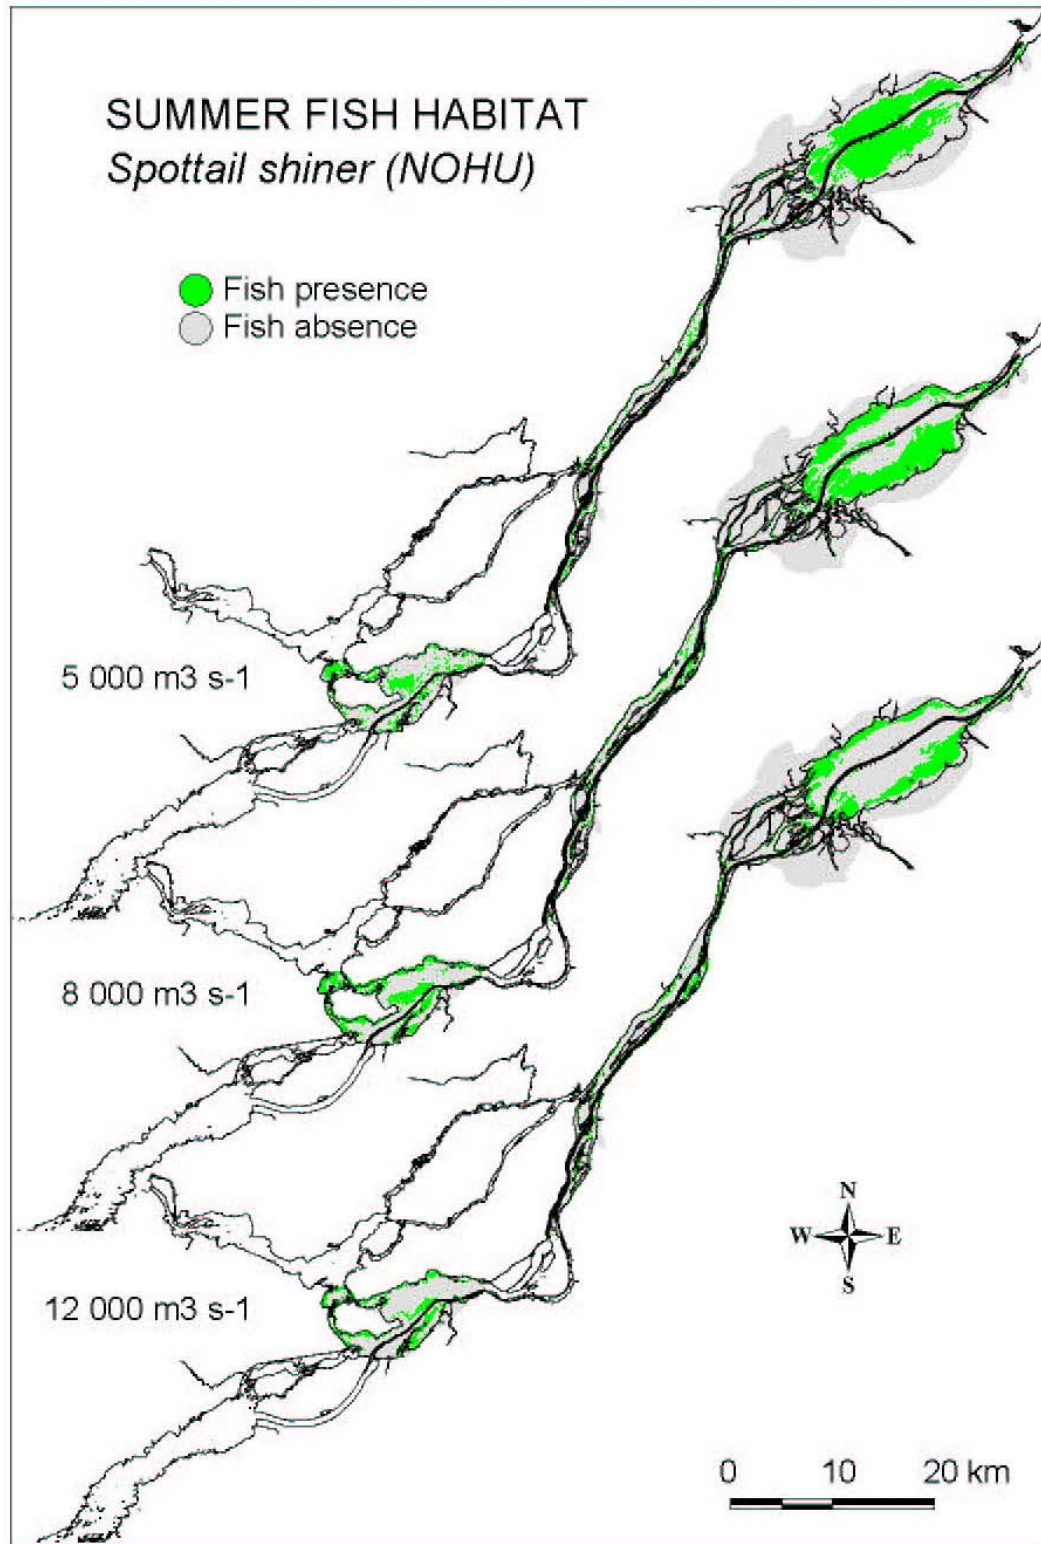 SUMMER FISH HABITAT
Spottail shiner (NOHU)
Fish presence
Fish absence
5 000 m3 s-1
8 000 m3 s-1
12 000 m3 s-1
N
W E
S
0 10 20 km